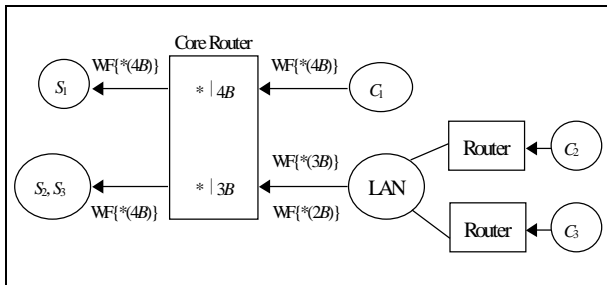 Core Router
WF{*(4B)}
WF{*(4B)}
S1
* | 4B
C1
WF{*(3B)}
Router
C2
S2, S3
* | 3B
LAN
WF{*(4B)}
WF{*(2B)}
Router
C3